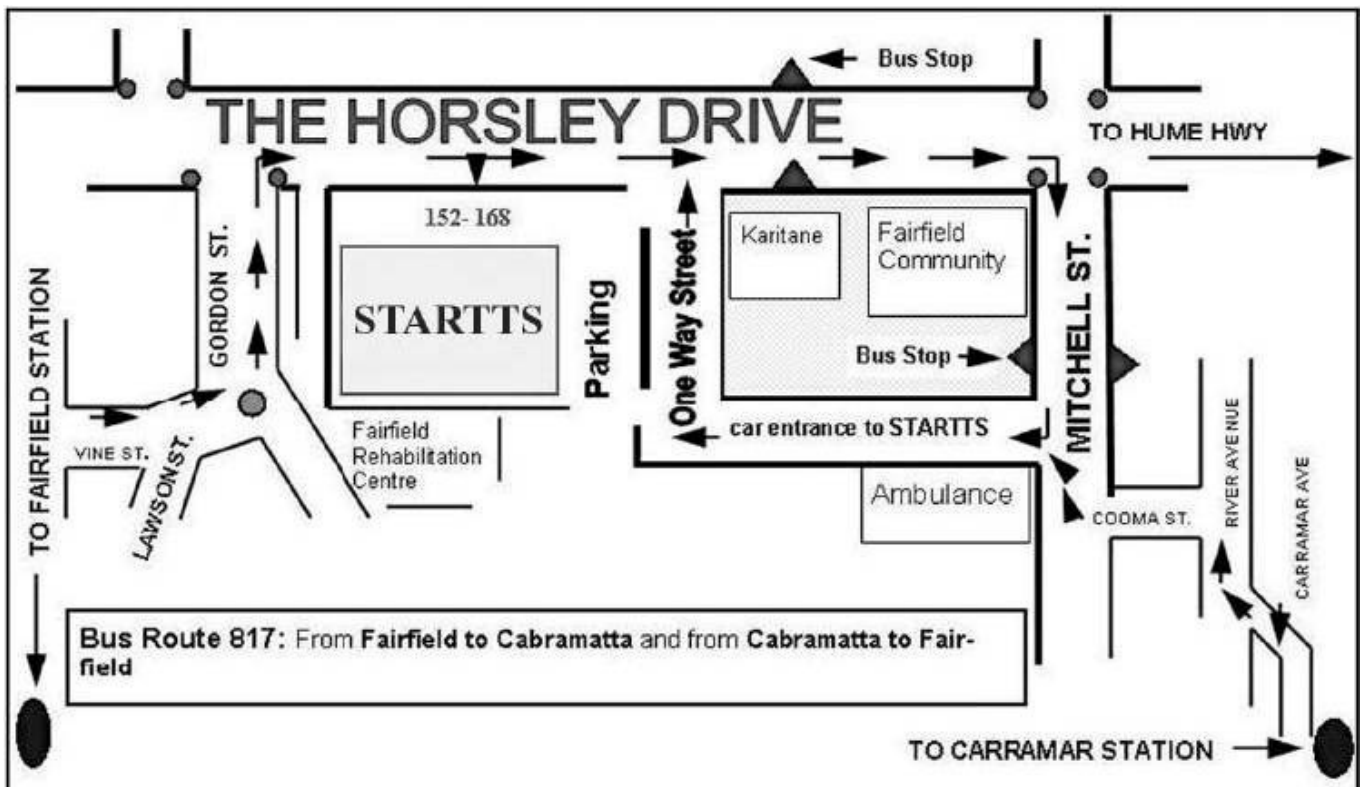 Bus Stop
THE HORSLEY DRIVE
TO HUME HWY
152-168
STARTTS
Parking
One Way Street
Karitane
Fairfield
Community
Bus Stop
MITCHELL ST.
GORDON ST.
TO FAIRFIELD STATION
VINE ST.
LAWSON ST.
Fairfield
Rehabilitation
Centre
car entrance to STARTTS
Ambulance
COOMA ST.
RIVER AVENUE
CARRAMAR AVE
Bus Route 817: From Fairfield to Cabramatta and from Cabramatta to Fair-
field
TO CARRAMAR STATION